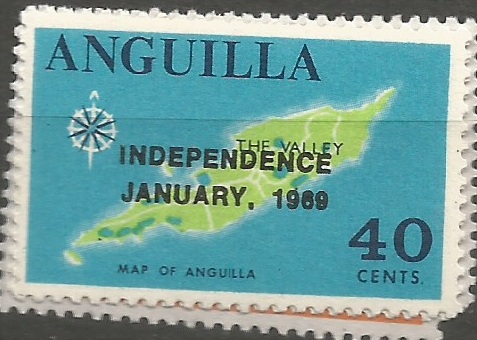 ANGUILLA
THE VALLEY
INDEPENDENCE
JANUARY, 1969
40
MAP OF ANGUILLA
CENTS.